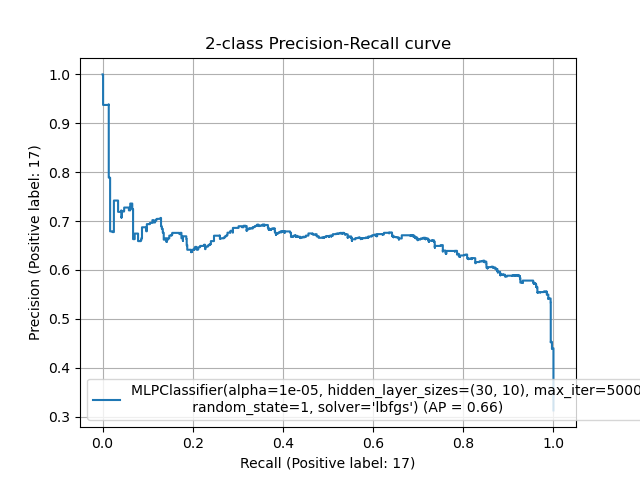 2-class Precision-Recall curve
1.0
0.9
0.8
0.7
0.6
0.5
0.4
0.3
Precision (Positive label: 17)
MLPClassifier(alpha=1e-05, hidden_layer_sizes=(30, 10), max_iter=5000
random_state=1, solver='lbfgs') (AP = 0.66)
0.0 0.2 0.4 0.6 0.8 1.0
Recall (Positive label: 17)